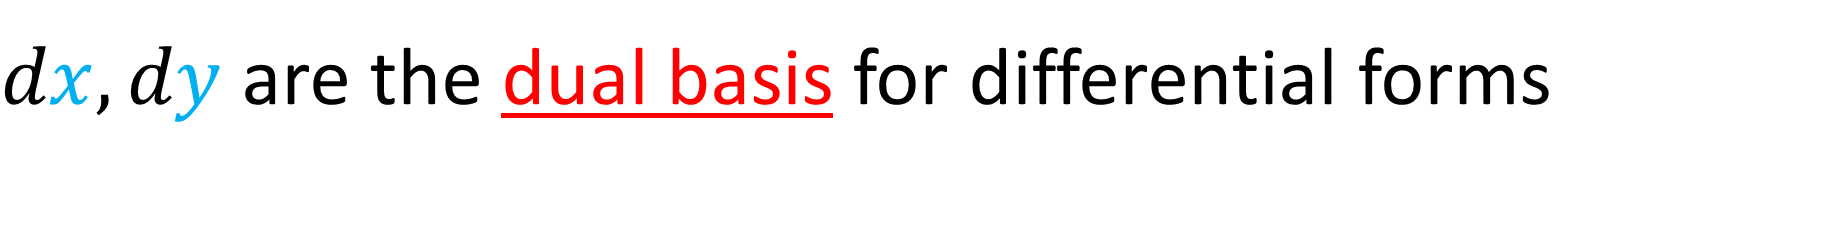 dx, dy are the dual basis for differential forms